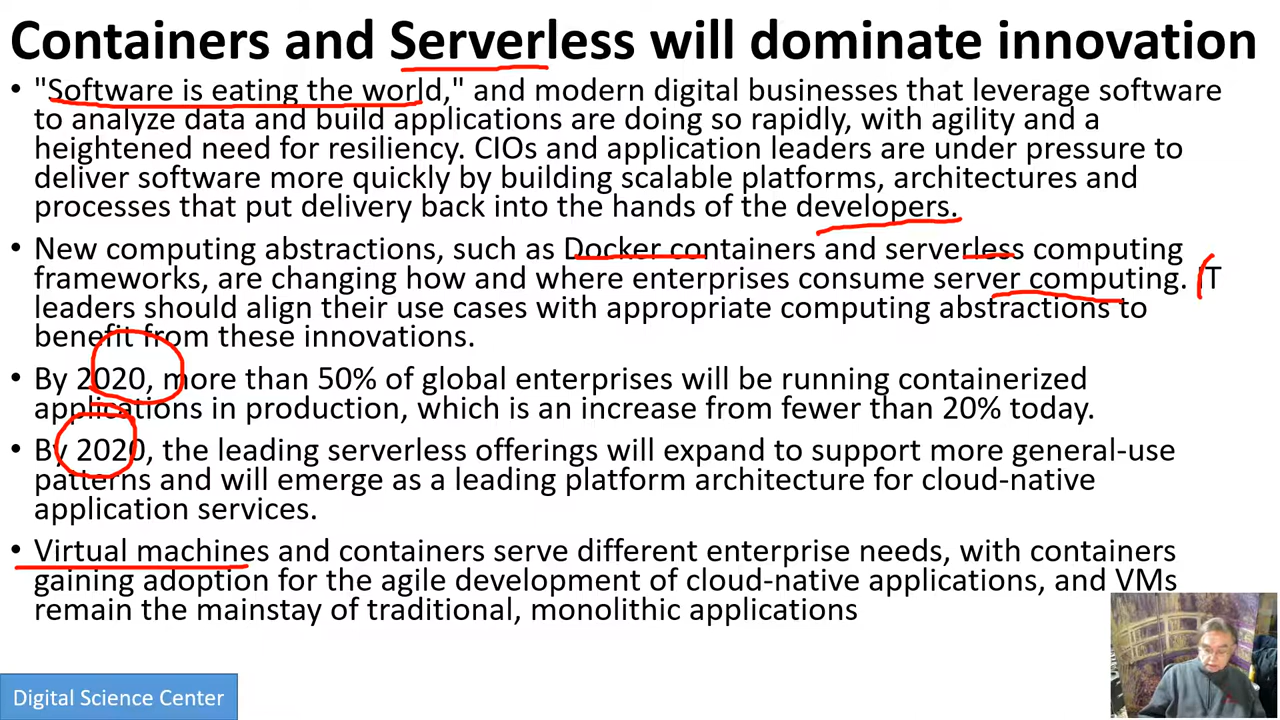 Containers and Serverless will dominate innovation
• "Software is eating the world," and modern digital businesses that leverage software
to analyze data and build applications are doing so rapidly, with agility and a
heightened need for resiliency. CIOs and application leaders are under pressure to
deliver software more quickly by building scalable platforms, architectures and
processes that put delivery back into the hands of the developers.
• New computing abstractions, such as Docker containers and serverless computing
frameworks, are changing how and where enterprises consume server computing. IT
leaders should align their use cases with appropriate computing abstractions to
benefit from these innovations.
• By 2020, more than 50% of global enterprises will be running containerized
applications in production, which is an increase from fewer than 20% today.
• By 2020, the leading serverless offerings will expand to support more general-use
patterns and will emerge as a leading platform architecture for cloud-native
application services.
• Virtual machines and containers serve different enterprise needs, with containers
gaining adoption for the agile development of cloud-native applications, and VMs
remain the mainstay of traditional, monolithic applications
Digital Science Center